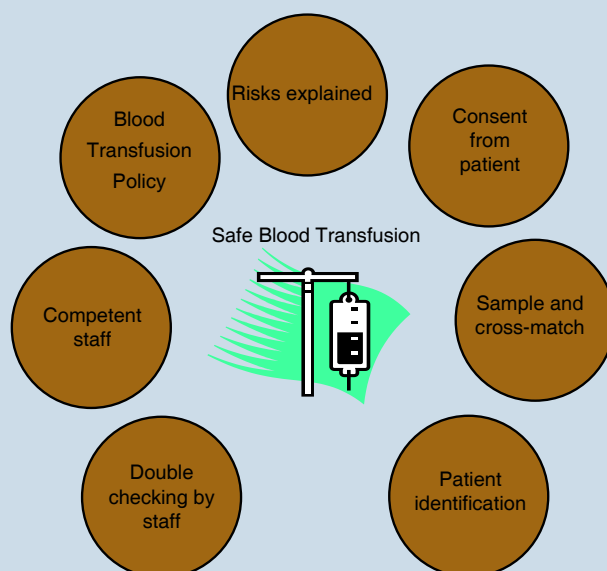 Risks explained
Consent
from
patient
Sample and
cross-match
Patient
identification
Double
checking by
staff
Competent
staff
Blood
Transfusion
Policy
Safe Blood Transfusion